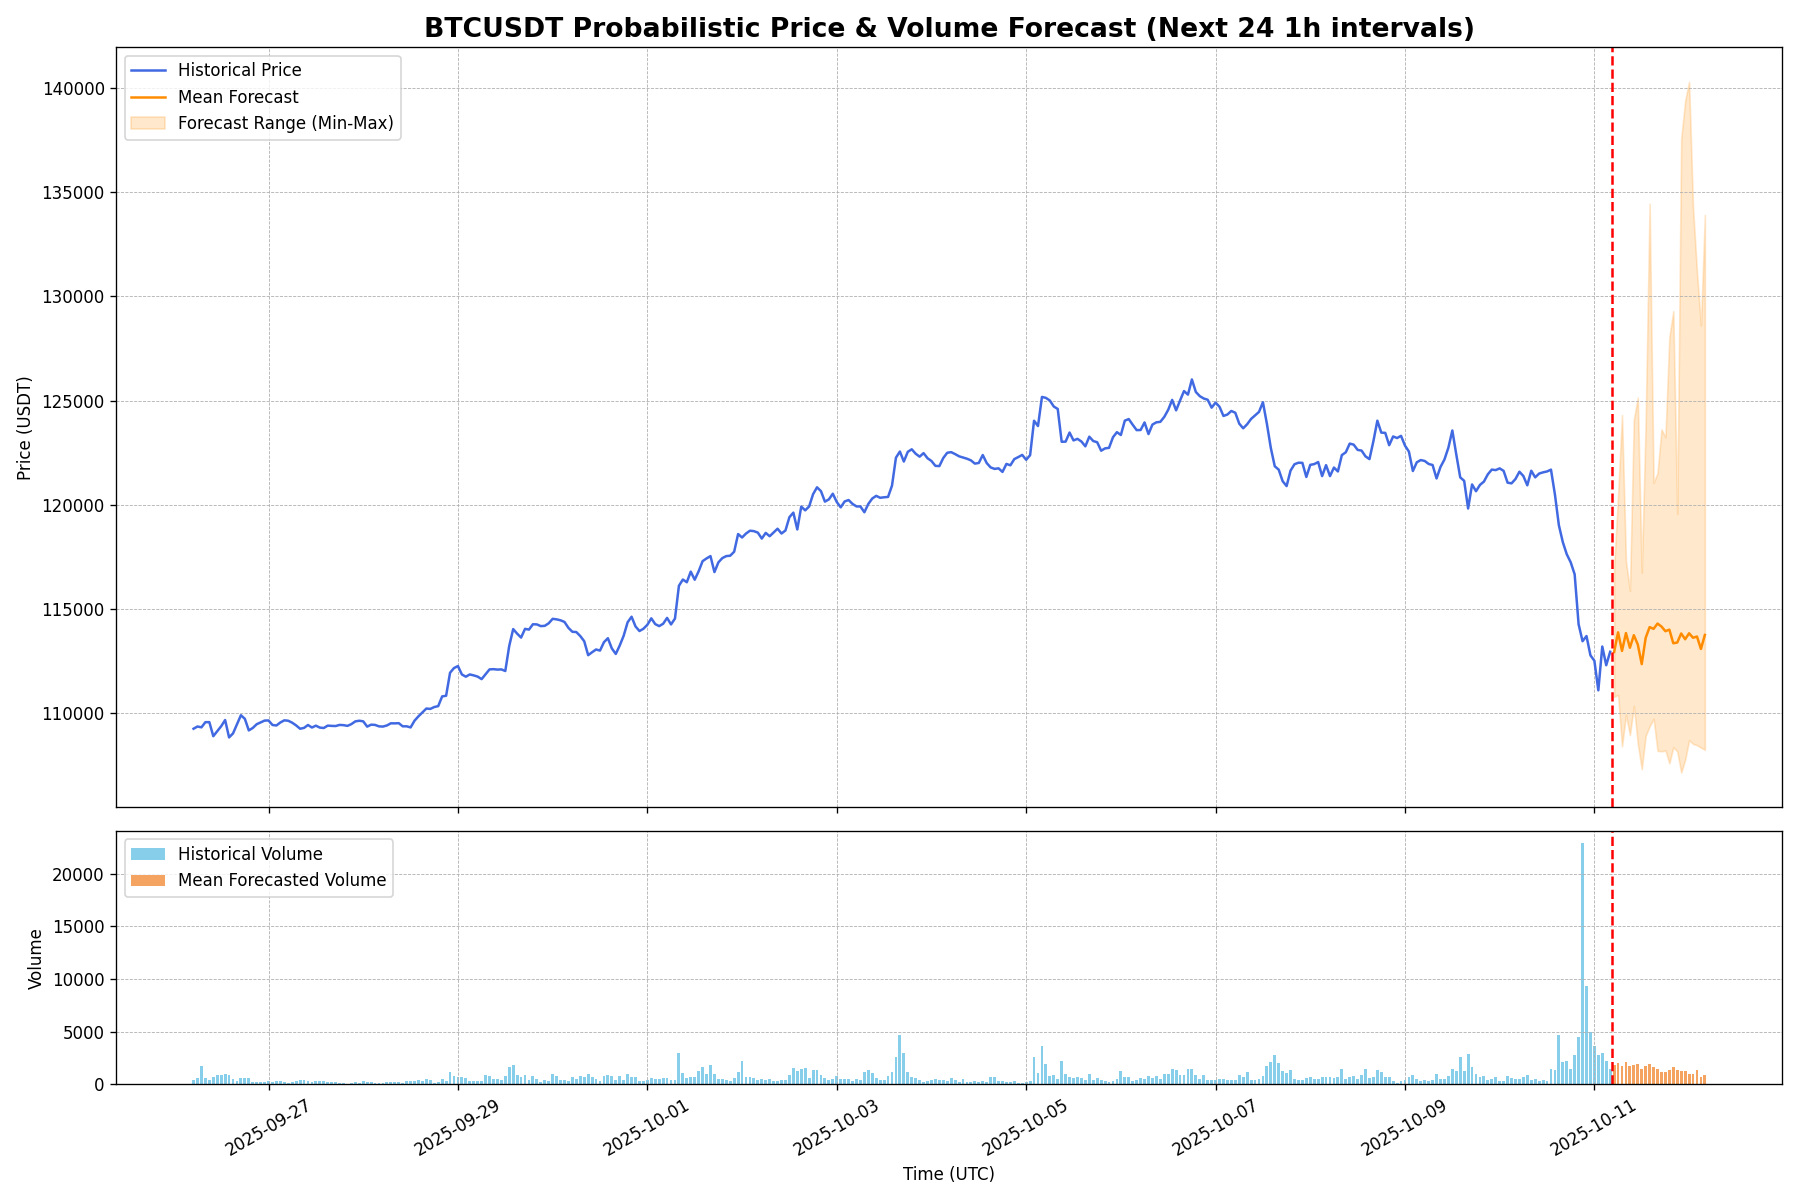 BTCUSDT Probabilistic Price & Volume Forecast (Next 24 1h intervals)
Historical Price
Mean Forecast
Forecast Range (Min-Max)
Price (USDT)
140000
135000
130000
125000
120000
115000
110000
Historical Volume
Mean Forecasted Volume
Volume
20000
15000
10000
5000
0
2025-09-27
2025-09-29
2025-10-01
2025-10-03
2025-10-05
2025-10-07
2025-10-09
2025-10-11
Time (UTC)